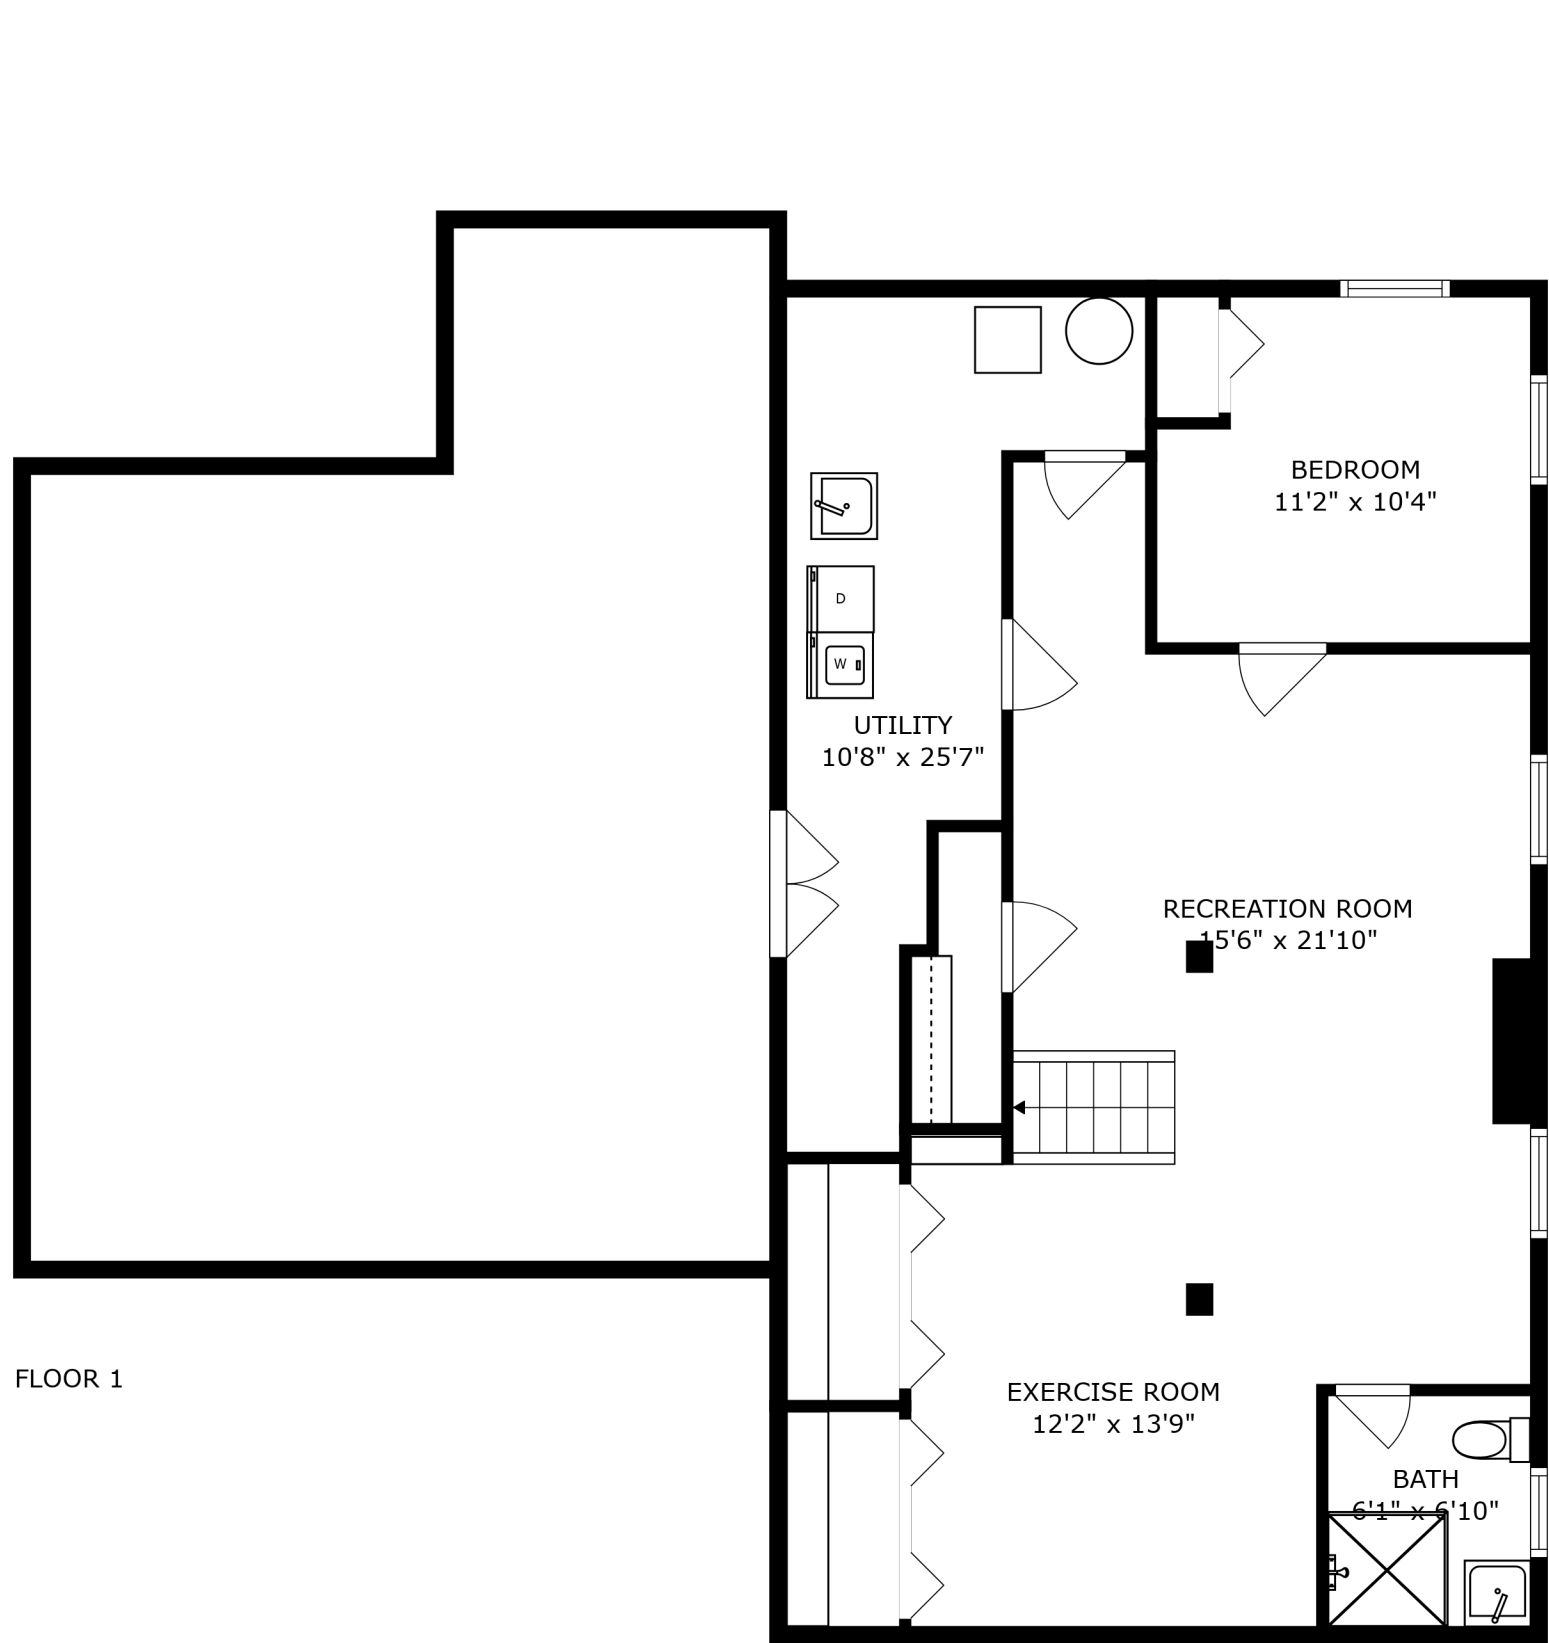 BEDROOM
11'2" x 10'4"
D
W
UTILITY
10'8" x 25'7"
RECREATION ROOM
15'6" x 21'10"
FLOOR 1
EXERCISE ROOM
12'2" x 13'9"
BATH
6'1" x 6'10"